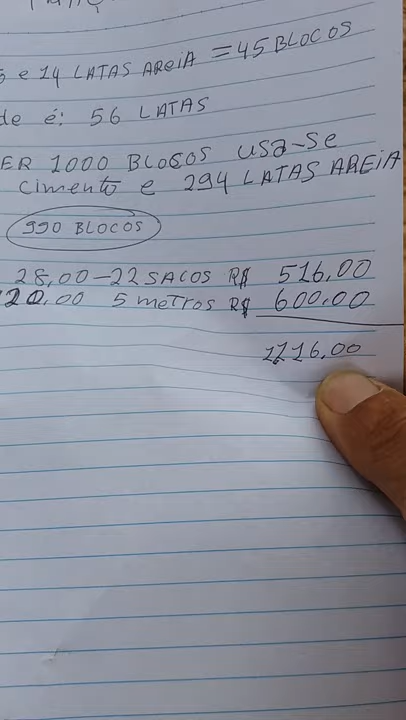 e 14 LATAS AREIA = 45 BLOCOS
de é: 56 LATAS
ER 1000 BLOCOS USA-SE
CIMENTO e 294 LATAS AREIA
990 BLOCOS
28,00-22 SACOS R$ 516,00
120,00 5 METROS R$ 600,00
1116,00